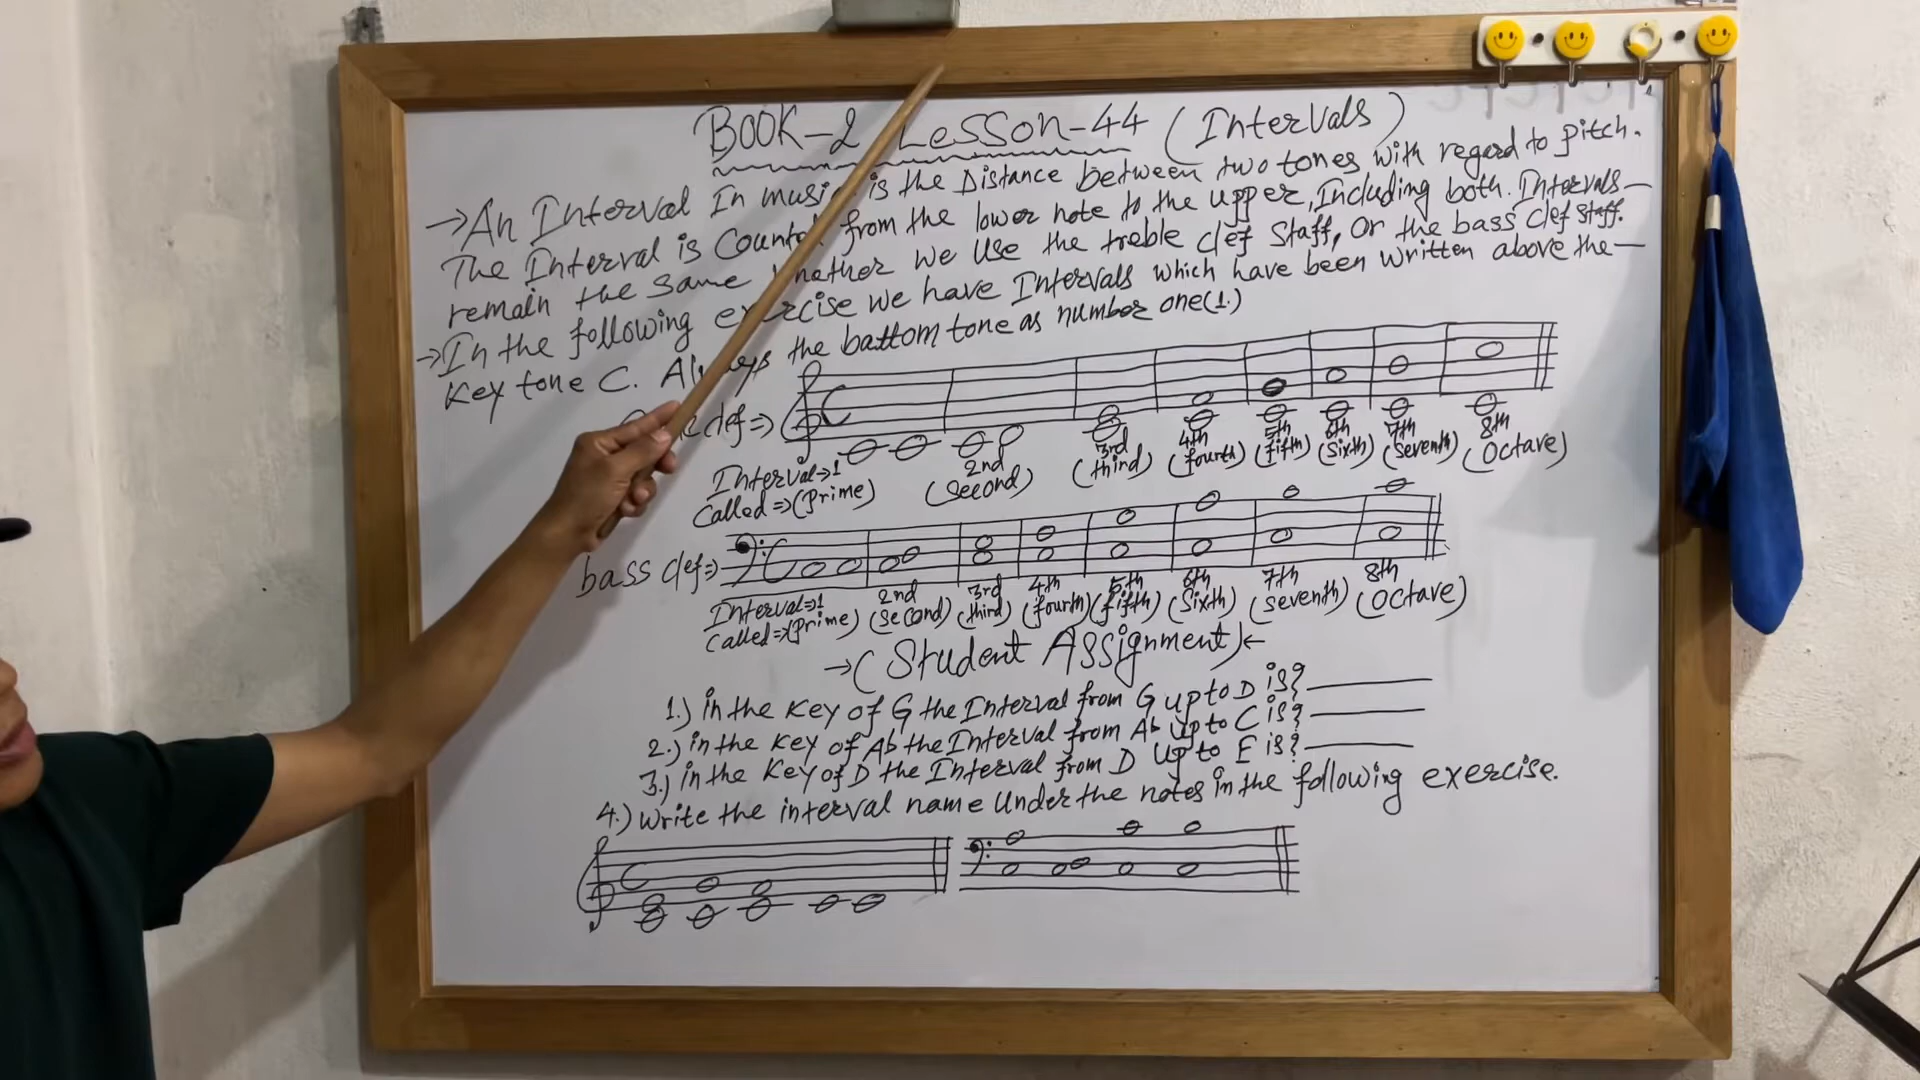 BOOK-2 Lesson-44 (Intervals)
→An Interval In music is the Distance between two tones with regard to pitch.
The Interval is Counted from the lower note to the upper, Including both. Intervals—
remain the same whether we use the treble clef staff, or the bass clef staff.
→In the following exercise we have Intervals which have been written above the—
Key tone C. Always the battom tone as number one(1.)
clef⇒
Interval⇒1 2nd 3rd 4th 5th 6th 7th 8th
Called⇒(prime) (second) (third) (fourth) (fifth) (sixth) (seventh) (Octave)
bass clef⇒
Interval⇒1 2nd 3rd 4th 5th 6th 7th 8th
Called⇒(prime) (second) (third) (fourth) (fifth) (sixth) (seventh) (Octave)
→(Student Assignment)←
1.) in the key of G the Interval from G up to D is?
2.) in the key of Ab the Interval from Ab up to C is?
3.) in the key of D the Interval from D up to E is?
4.) write the interval name Under the notes in the following exercise.